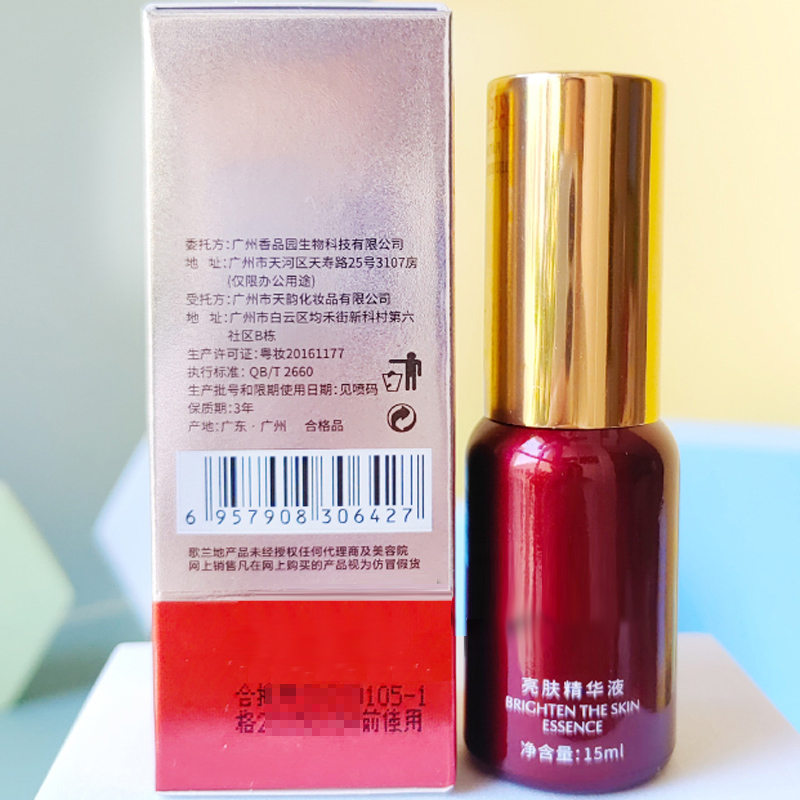 委托方:广州香品园生物科技有限公司
地 址:广州市天河区天寿路25号3107房
(仅限办公用途)
受托方:广州市天韵化妆品有限公司
地 址:广州市白云区均禾街新科村第六
社区B栋
生产许可证:粤妆20161177
执行标准: QB/T 2660
生产批号和限期使用日期:见喷码
保质期:3年
产地:广东·广州 合格品
6 957908 306427
歌兰地产品未经授权任何代理商及美容院
网上销售凡在网上购买的产品视为仿冒假货
合 105-1
格2 前使用
亮肤精华液
BRIGHTEN THE SKIN
ESSENCE
净含量:15ml